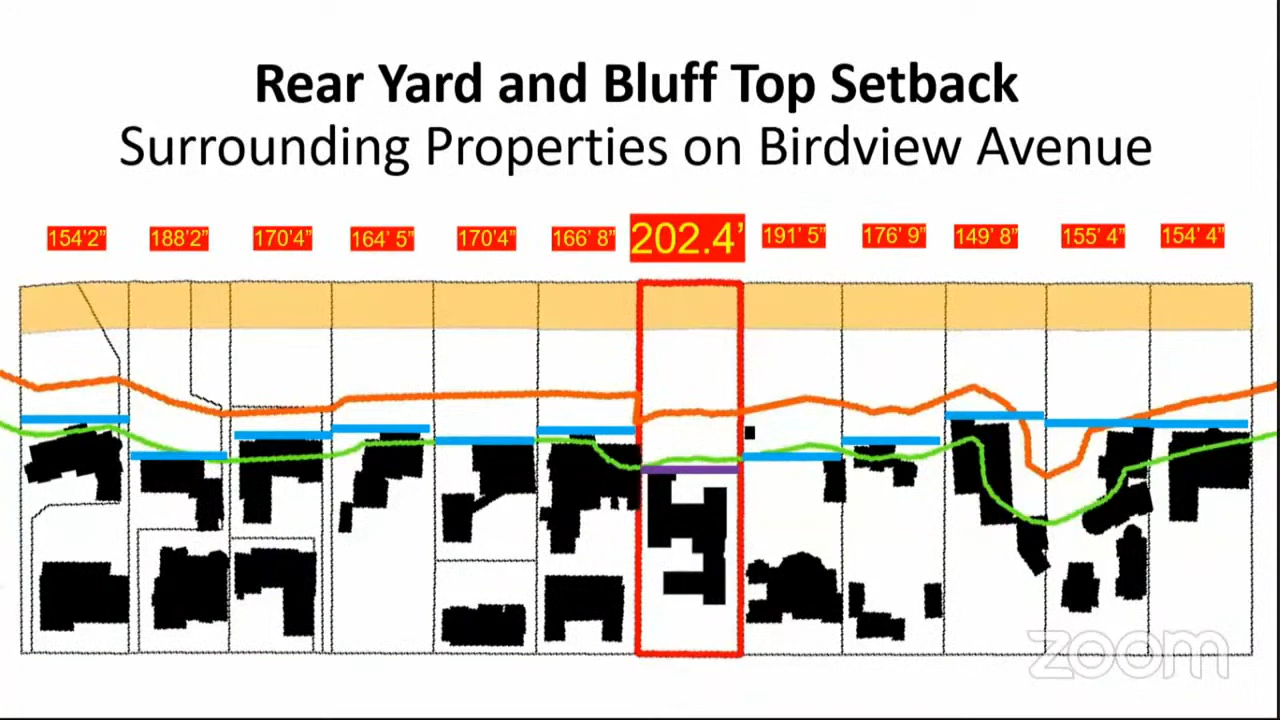 Rear Yard and Bluff Top Setback
Surrounding Properties on Birdview Avenue
154’2” 188’2” 170’4” 164’ 5” 170’4” 166’ 8” 202.4’ 191’ 5” 176’ 9” 149’ 8” 155’ 4” 154’ 4”
zoom